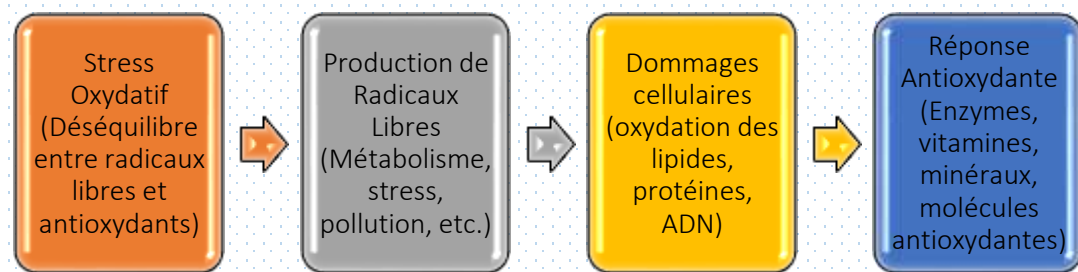 Stress
Oxydatif
(Déséquilibre
entre radicaux
libres et
antioxydants)
Production de
Radicaux
Libres
(Métabolisme,
stress,
pollution, etc.)
Dommages
cellulaires
(oxydation des
lipides,
protéines,
ADN)
Réponse
Antioxydante
(Enzymes,
vitamines,
minéraux,
molécules
antioxydantes)